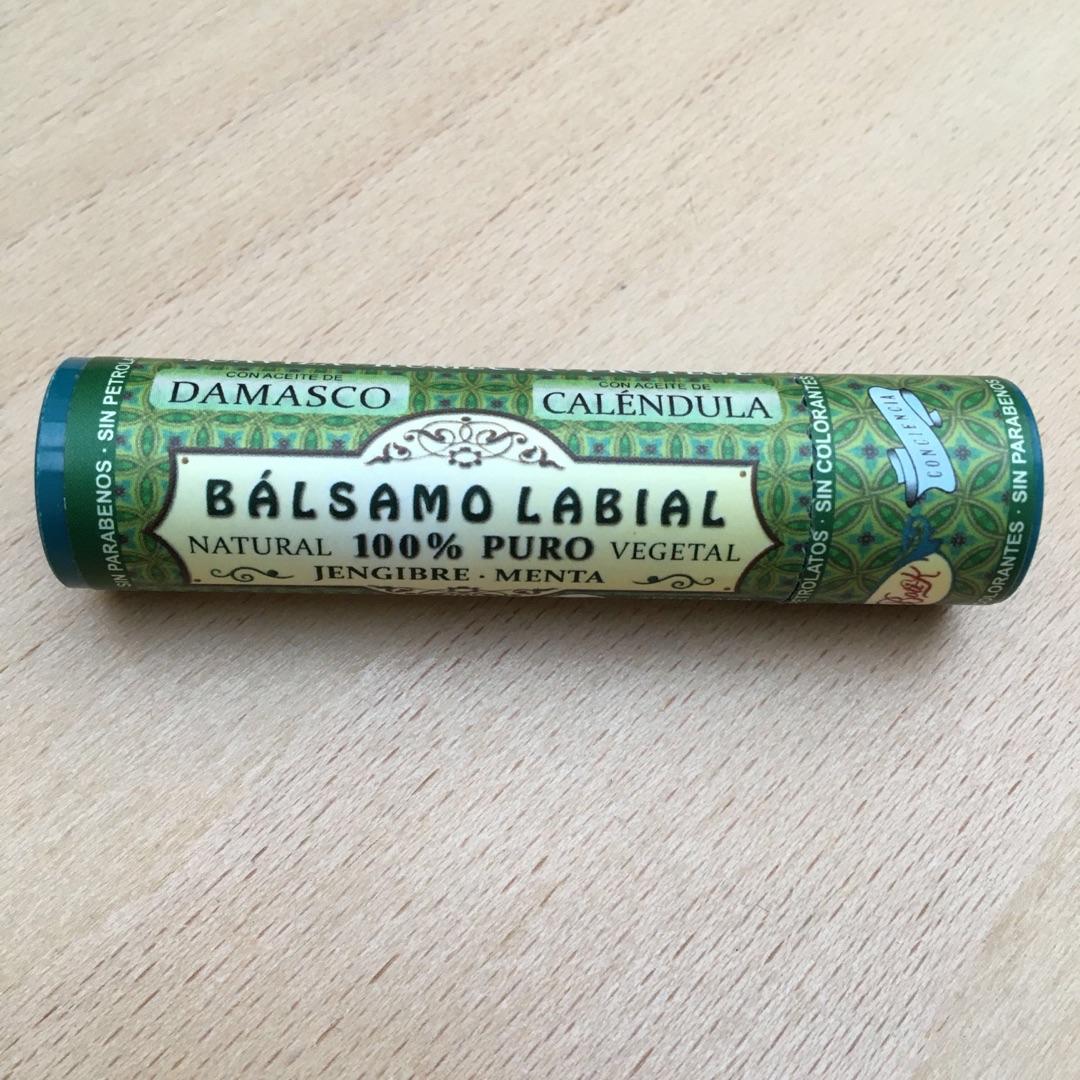 CON ACEITE DE
DAMASCO
CON ACEITE DE
CALÉNDULA
BÁLSAMO LABIAL
NATURAL 100% PURO VEGETAL
JENGIBRE · MENTA
SIN PARABENOS · SIN
· SIN COLORANTES
CONCIENCIA
· SIN PARABENOS